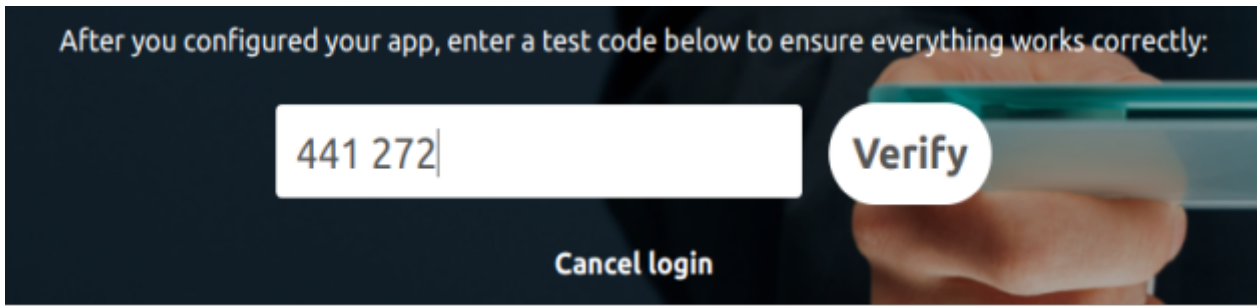 After you configured your app, enter a test code below to ensure everything works correctly:
441 272 Verify
Cancel login